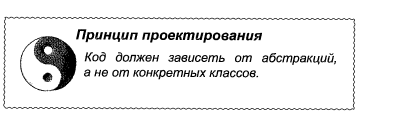 Принцип проектирования
Код должен зависеть от абстракций,
а не от конкретных классов.